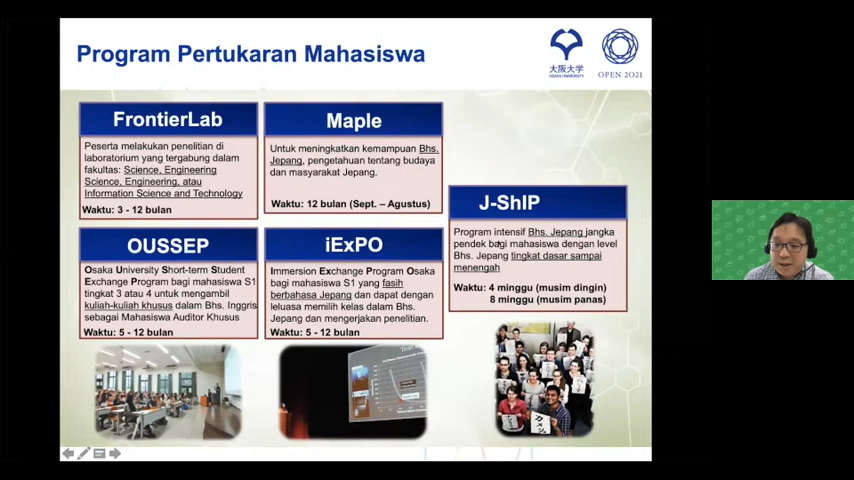 Program Pertukaran Mahasiswa
大阪大学
OSAKA UNIVERSITY
OPEN 2O21
FrontierLab
Peserta melakukan penelitian di
laboratorium yang tergabung dalam
fakultas: Science, Engineering
Science, Engineering, atau
Information Science and Technology
Waktu: 3 - 12 bulan
Maple
Untuk meningkatkan kemampuan Bhs.
Jepang, pengetahuan tentang budaya
dan masyarakat Jepang.
Waktu: 12 bulan (Sept. – Agustus)
J-ShIP
Program intensif Bhs. Jepang jangka
pendek bagi mahasiswa dengan level
Bhs. Jepang tingkat dasar sampai
menengah
Waktu: 4 minggu (musim dingin)
8 minggu (musim panas)
OUSSEP
Osaka University Short-term Student
Exchange Program bagi mahasiswa S1
tingkat 3 atau 4 untuk mengambil
kuliah-kuliah khusus dalam Bhs. Inggris
sebagai Mahasiswa Auditor Khusus
Waktu: 5 - 12 bulan
iExPO
Immersion Exchange Program Osaka
bagi mahasiswa S1 yang fasih
berbahasa Jepang dan dapat dengan
leluasa memilih kelas dalam Bhs.
Jepang dan mengerjakan penelitian.
Waktu: 5 - 12 bulan